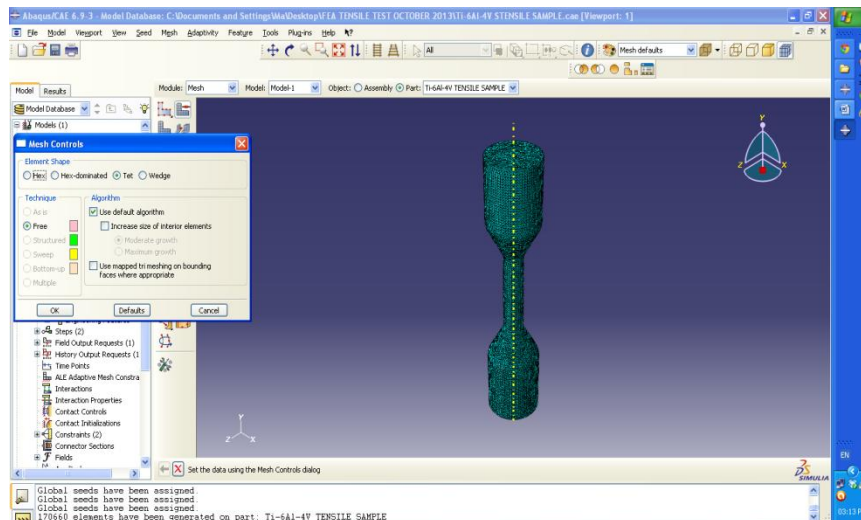 Abaqus/CAE 6.9-3 - Model Database: C:\Documents and Settings\Ma\Desktop\FEA TENSILE TEST OCTOBER 2013\Ti-6Al-4V STENSILE SAMPLE.cae [Viewport: 1]
File Model Viewport View Seed Mesh Adaptivity Feature Tools Plug-ins Help
All
Mesh defaults
Model Results
Module: Mesh Model: Model-1 Object: Assembly Part: Ti-6Al-4V TENSILE SAMPLE
Model Database
Models (1)
Mesh Controls
Element Shape
Hex Hex-dominated Tet Wedge
Technique
Algorithm
As is
Use default algorithm
Free
Increase size of interior elements
Structured
Moderate growth
Sweep
Maximum growth
Bottom-up
Use mapped tri meshing on bounding
faces where appropriate
Multiple
OK Defaults Cancel
Steps (2)
Field Output Requests (1)
History Output Requests (1
Time Points
ALE Adaptive Mesh Constra
Interactions
Interaction Properties
Contact Controls
Contact Initializations
Constraints (2)
Connector Sections
Fields
Y
Z
X
Y
Z
X
Set the data using the Mesh Controls dialog
SIMULIA
Global seeds have been assigned.
Global seeds have been assigned.
Global seeds have been assigned.
170660 elements have been generated on part: Ti-6Al-4V TENSILE SAMPLE
EN
03:13 P